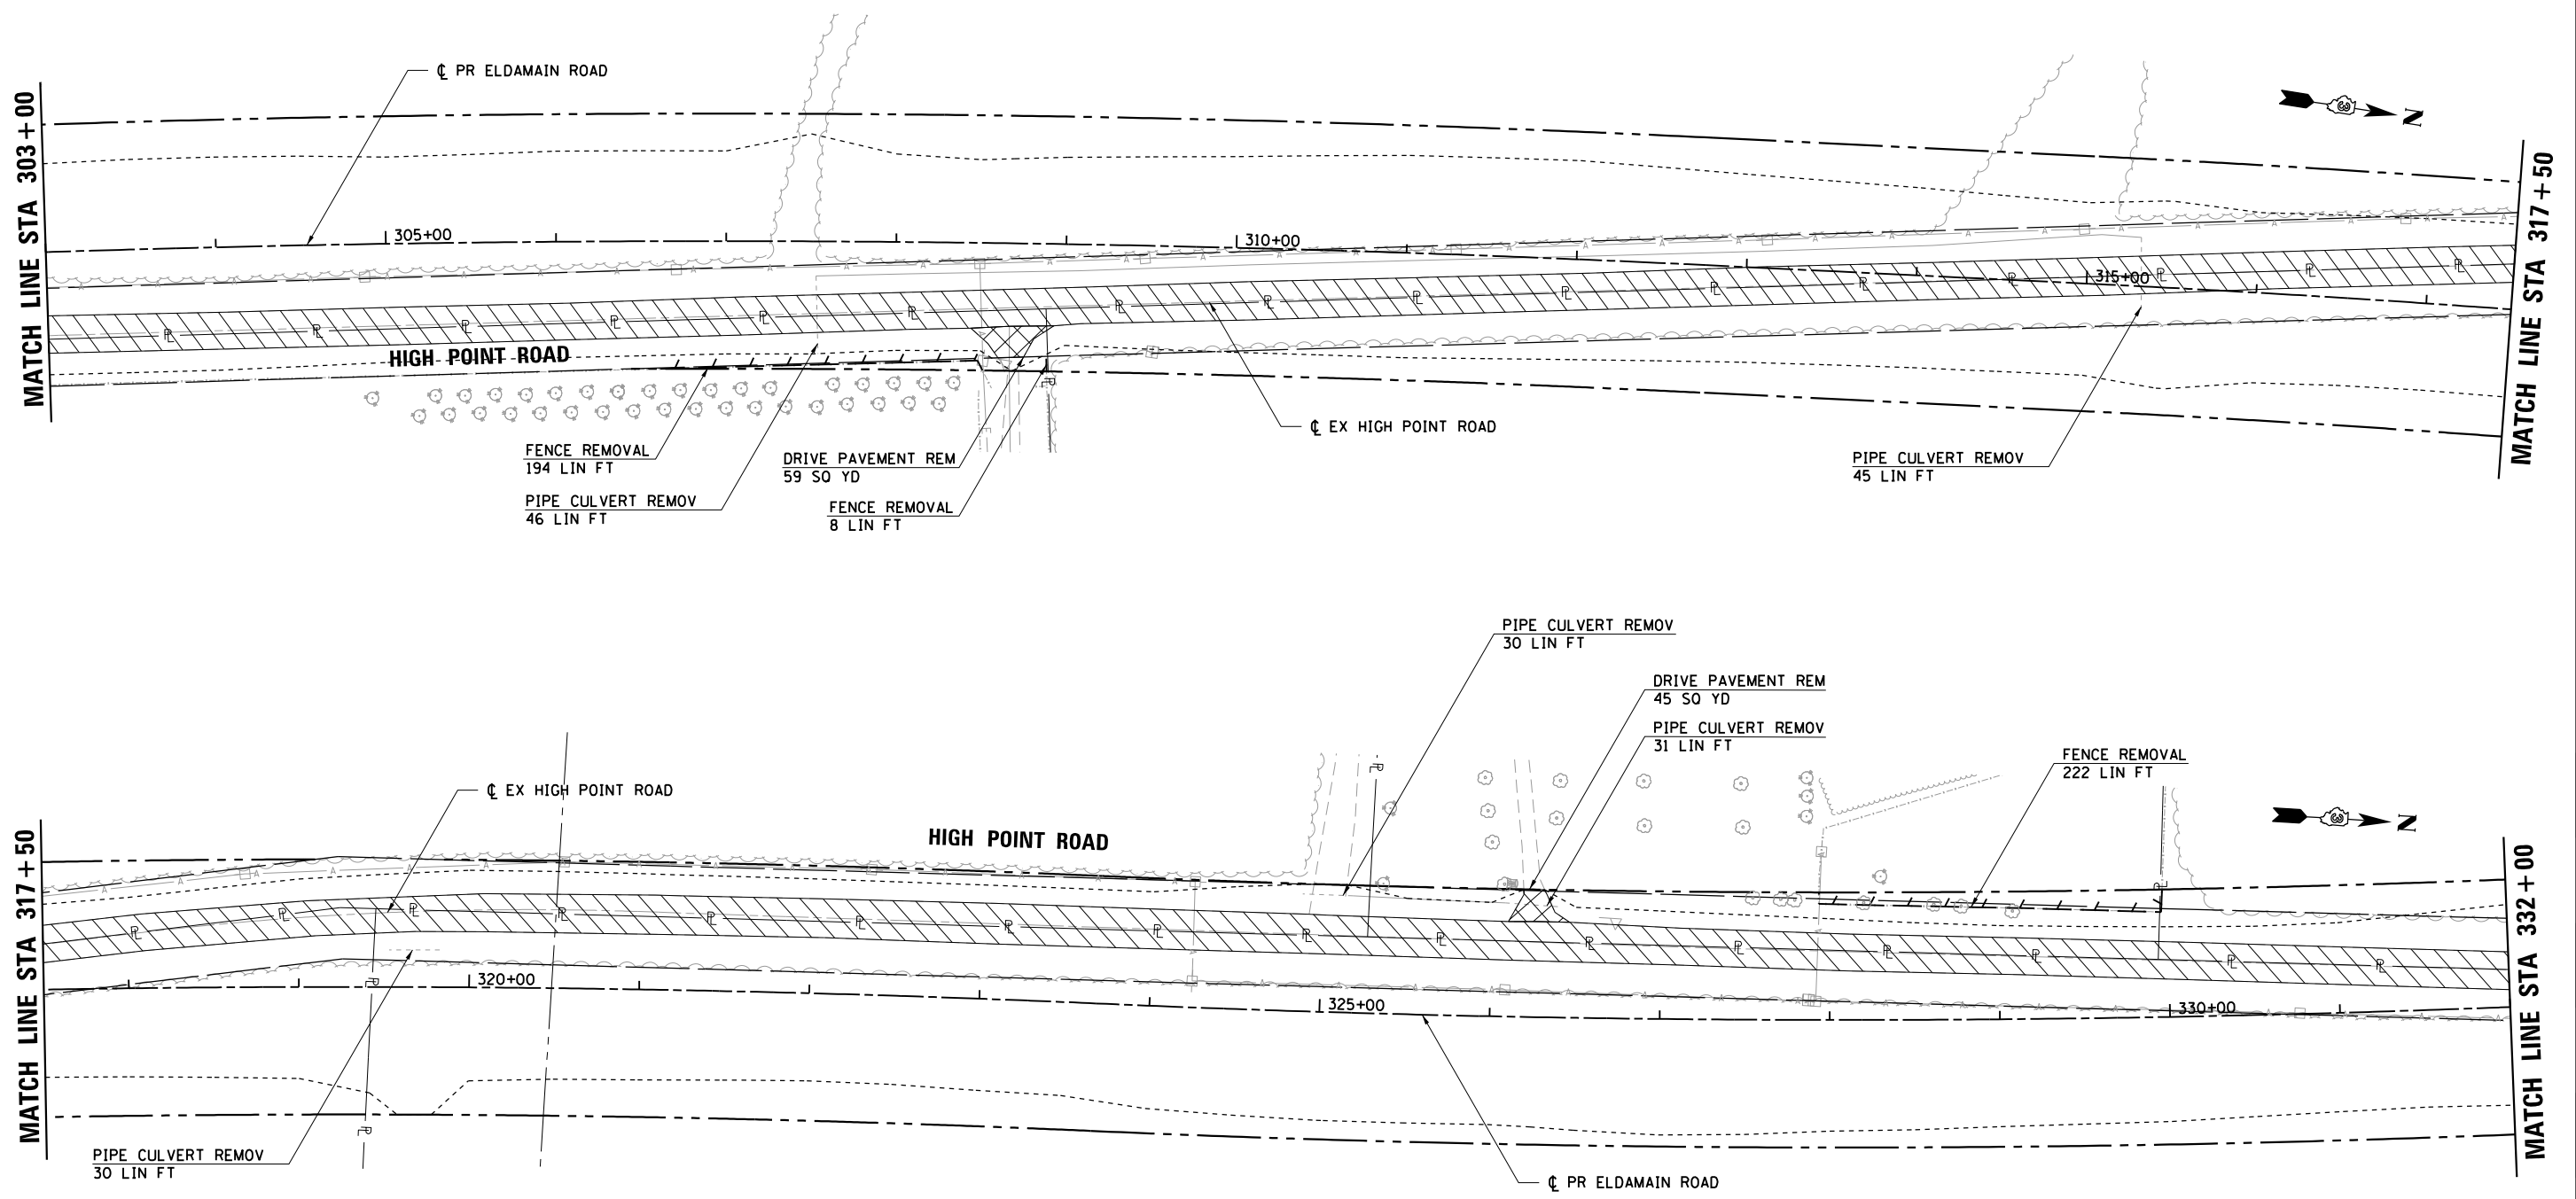 ℄ PR ELDAMAIN ROAD
MATCH LINE STA 303+00
N
MATCH LINE STA 317+50
305+00
310+00
315+00
HIGH POINT ROAD
℄ EX HIGH POINT ROAD
FENCE REMOVAL
194 LIN FT
PIPE CULVERT REMOV
46 LIN FT
DRIVE PAVEMENT REM
59 SQ YD
FENCE REMOVAL
8 LIN FT
PIPE CULVERT REMOV
45 LIN FT
PIPE CULVERT REMOV
30 LIN FT
DRIVE PAVEMENT REM
45 SQ YD
PIPE CULVERT REMOV
31 LIN FT
FENCE REMOVAL
222 LIN FT
℄ EX HIGH POINT ROAD
HIGH POINT ROAD
N
MATCH LINE STA 317+50
MATCH LINE STA 332+00
320+00
325+00
330+00
PIPE CULVERT REMOV
30 LIN FT
℄ PR ELDAMAIN ROAD